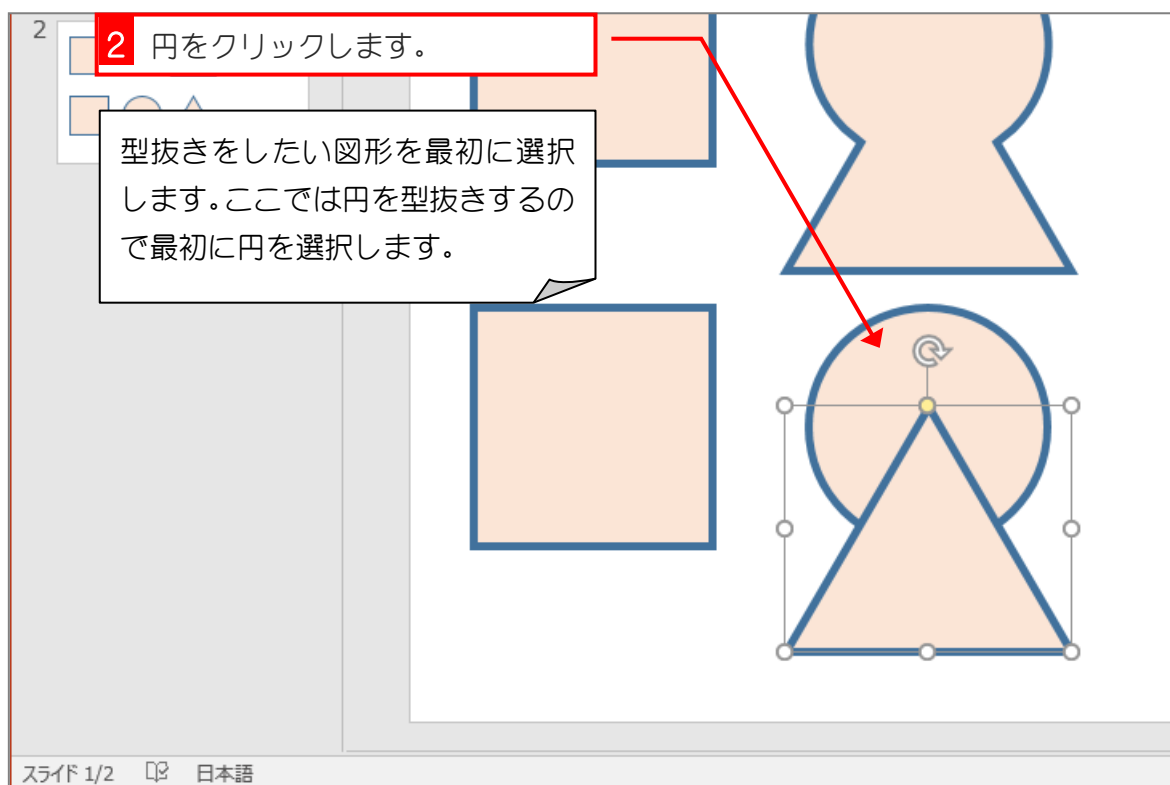 2
2 円をクリックします。
型抜きをしたい図形を最初に選択
します。ここでは円を型抜きするの
で最初に円を選択します。
スライド 1/2 日本語